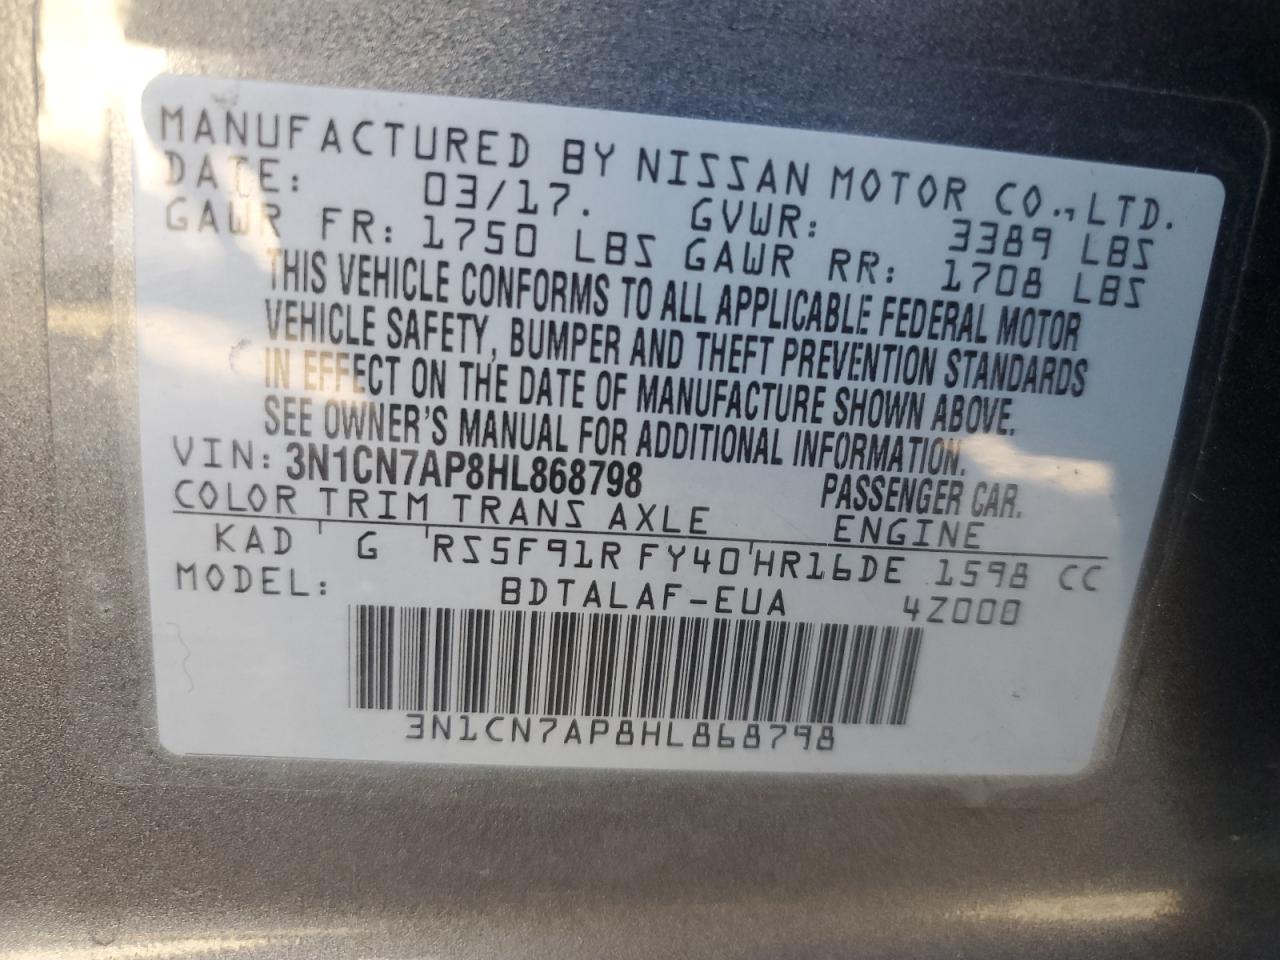 MANUFACTURED BY NISSAN MOTOR CO., LTD.
DATE: 03/17. GVWR: 3389 LBS
GAWR FR: 1750 LBS GAWR RR: 1708 LBS
THIS VEHICLE CONFORMS TO ALL APPLICABLE FEDERAL MOTOR
VEHICLE SAFETY, BUMPER AND THEFT PREVENTION STANDARDS
IN EFFECT ON THE DATE OF MANUFACTURE SHOWN ABOVE.
SEE OWNER'S MANUAL FOR ADDITIONAL INFORMATION.
VIN: 3N1CN7AP8HL868798 PASSENGER CAR.
COLOR TRIM TRANS AXLE ENGINE
KAD ' G ' RS5F91R FY40 ' HR16DE 1598 CC
MODEL: BDTALAF-EUA 4Z000
3N1CN7AP8HL868798